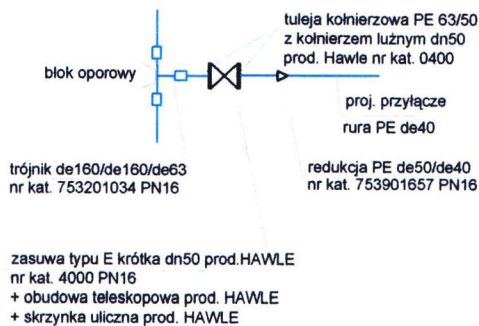 tuleja kołnierzowa PE 63/50
z kołnierzem luźnym dn50
prod. Hawle nr kat. 0400
blok oporowy
proj. przyłącze
rura PE de40
trójnik de160/de160/de63
nr kat. 753201034 PN16
redukcja PE de50/de40
nr kat. 753901657 PN16
zasuwa typu E krótka dn50 prod.HAWLE
nr kat. 4000 PN16
+ obudowa teleskopowa prod. HAWLE
+ skrzynka uliczna prod. HAWLE